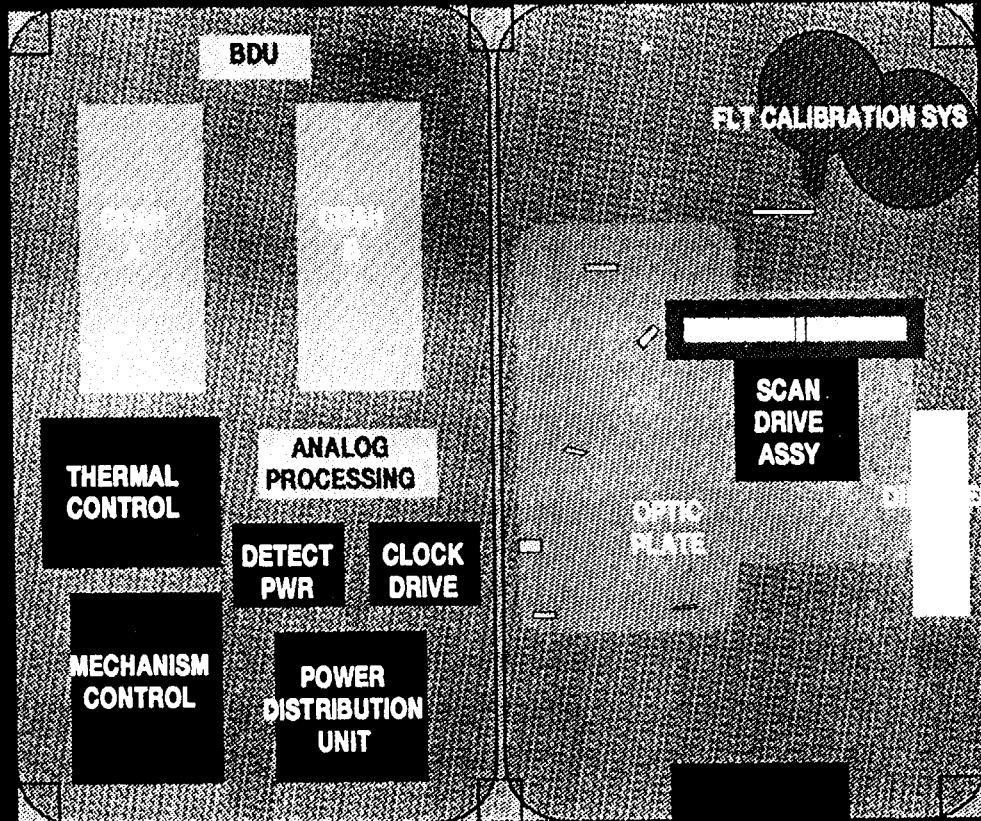 BDU
FLT CALIBRATION SYS
SCAN
DRIVE
ASSY
ANALOG
PROCESSING
THERMAL
CONTROL
OPTIC
PLATE
DETECT
PWR
CLOCK
DRIVE
MECHANISM
CONTROL
POWER
DISTRIBUTION
UNIT